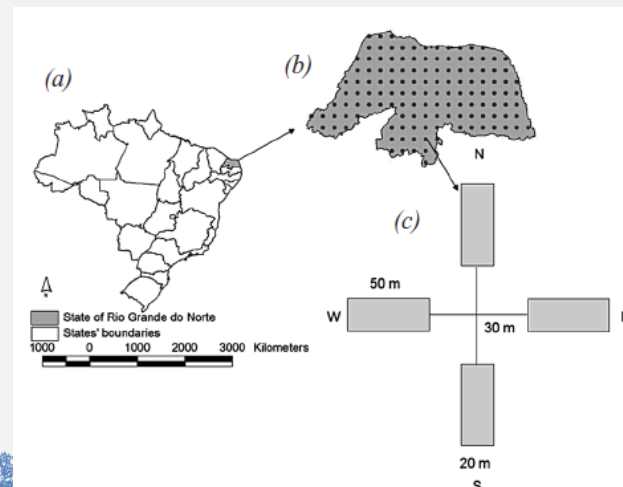 (a)
(b)
N
(c)
50 m
W
30 m
20 m
S
State of Rio Grande do Norte
States' boundaries
1000 0 1000 2000 3000 Kilometers